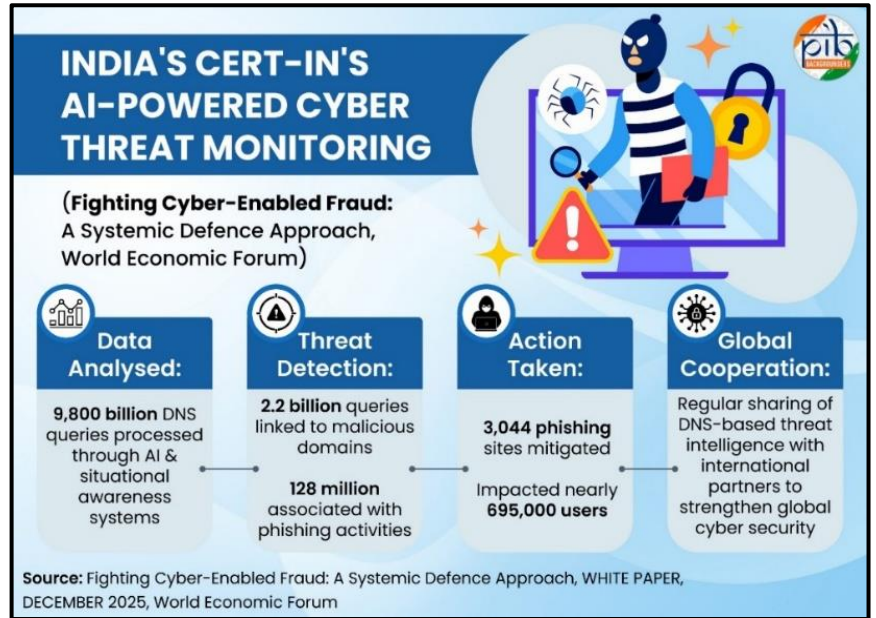 INDIA'S CERT-IN'S
AI-POWERED CYBER
THREAT MONITORING
pib
BACKGROUNDERS
(Fighting Cyber-Enabled Fraud:
A Systemic Defence Approach,
World Economic Forum)
Data
Analysed:
9,800 billion DNS
queries processed
through AI &
situational
awareness
systems
Threat
Detection:
2.2 billion queries
linked to malicious
domains
128 million
associated with
phishing activities
Action
Taken:
3,044 phishing
sites mitigated
Impacted nearly
695,000 users
Global
Cooperation:
Regular sharing of
DNS-based threat
intelligence with
international
partners to
strengthen global
cyber security
Source: Fighting Cyber-Enabled Fraud: A Systemic Defence Approach, WHITE PAPER,
DECEMBER 2025, World Economic Forum